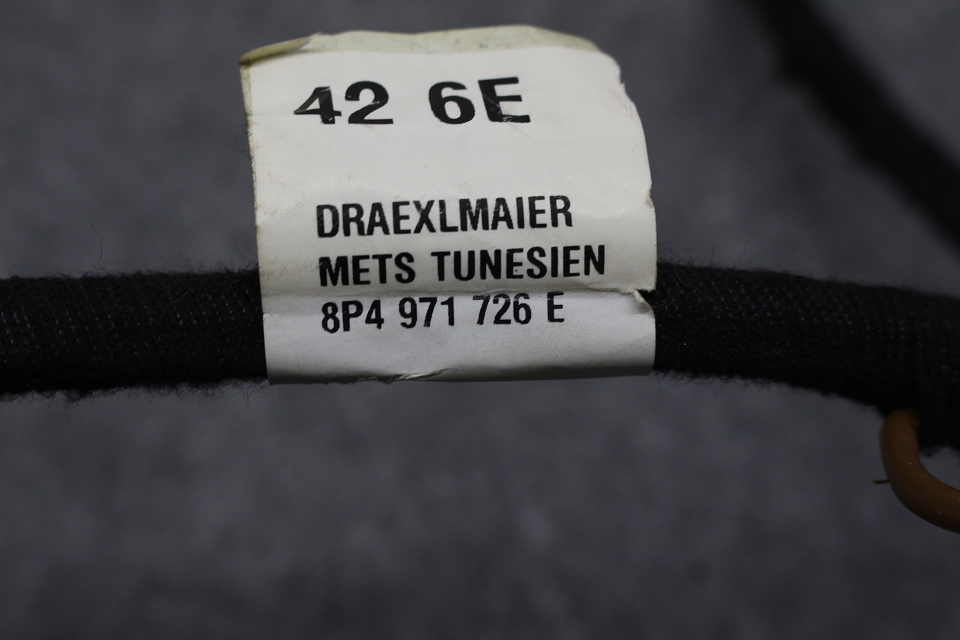 42 6E
DRAEXLMAIER
METS TUNESIEN
8P4 971 726 E